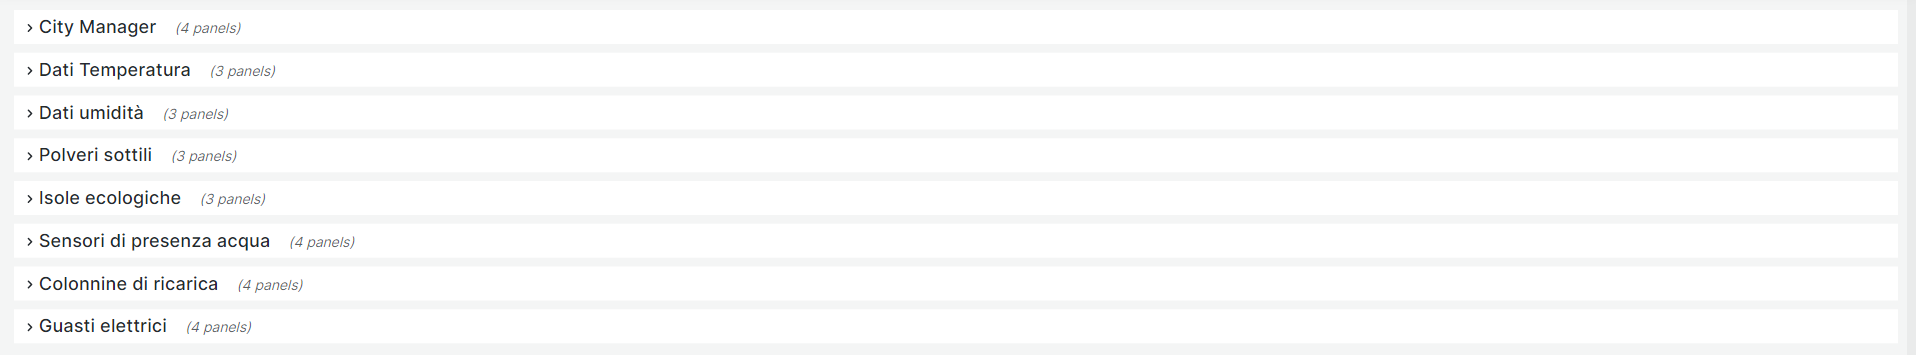 City Manager (4 panels)
Dati Temperatura (3 panels)
Dati umidità (3 panels)
Polveri sottili (3 panels)
Isole ecologiche (3 panels)
Sensori di presenza acqua (4 panels)
Colonnine di ricarica (4 panels)
Guasti elettrici (4 panels)